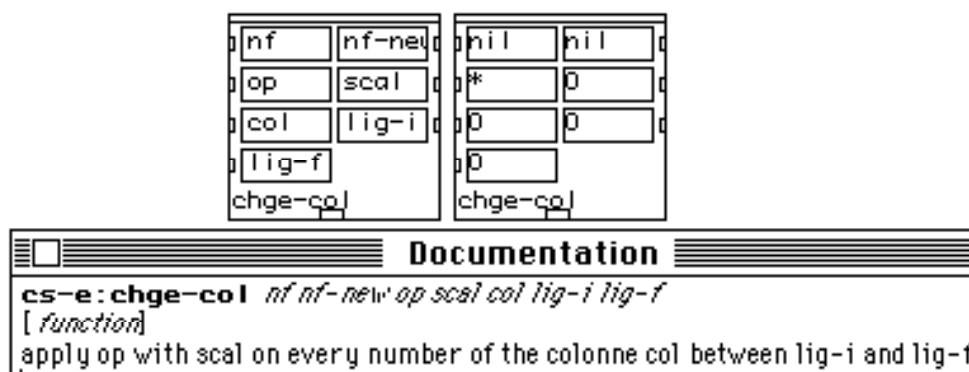 nf nf-new nil nil
op scal * 0
col lig-i 0 0
lig-f 0
chge-col chge-col
Documentation
cs-e:chge-col nf nf-new op scal col lig-i lig-f
[function]
apply op with scal on every number of the colonne col between lig-i and lig-f